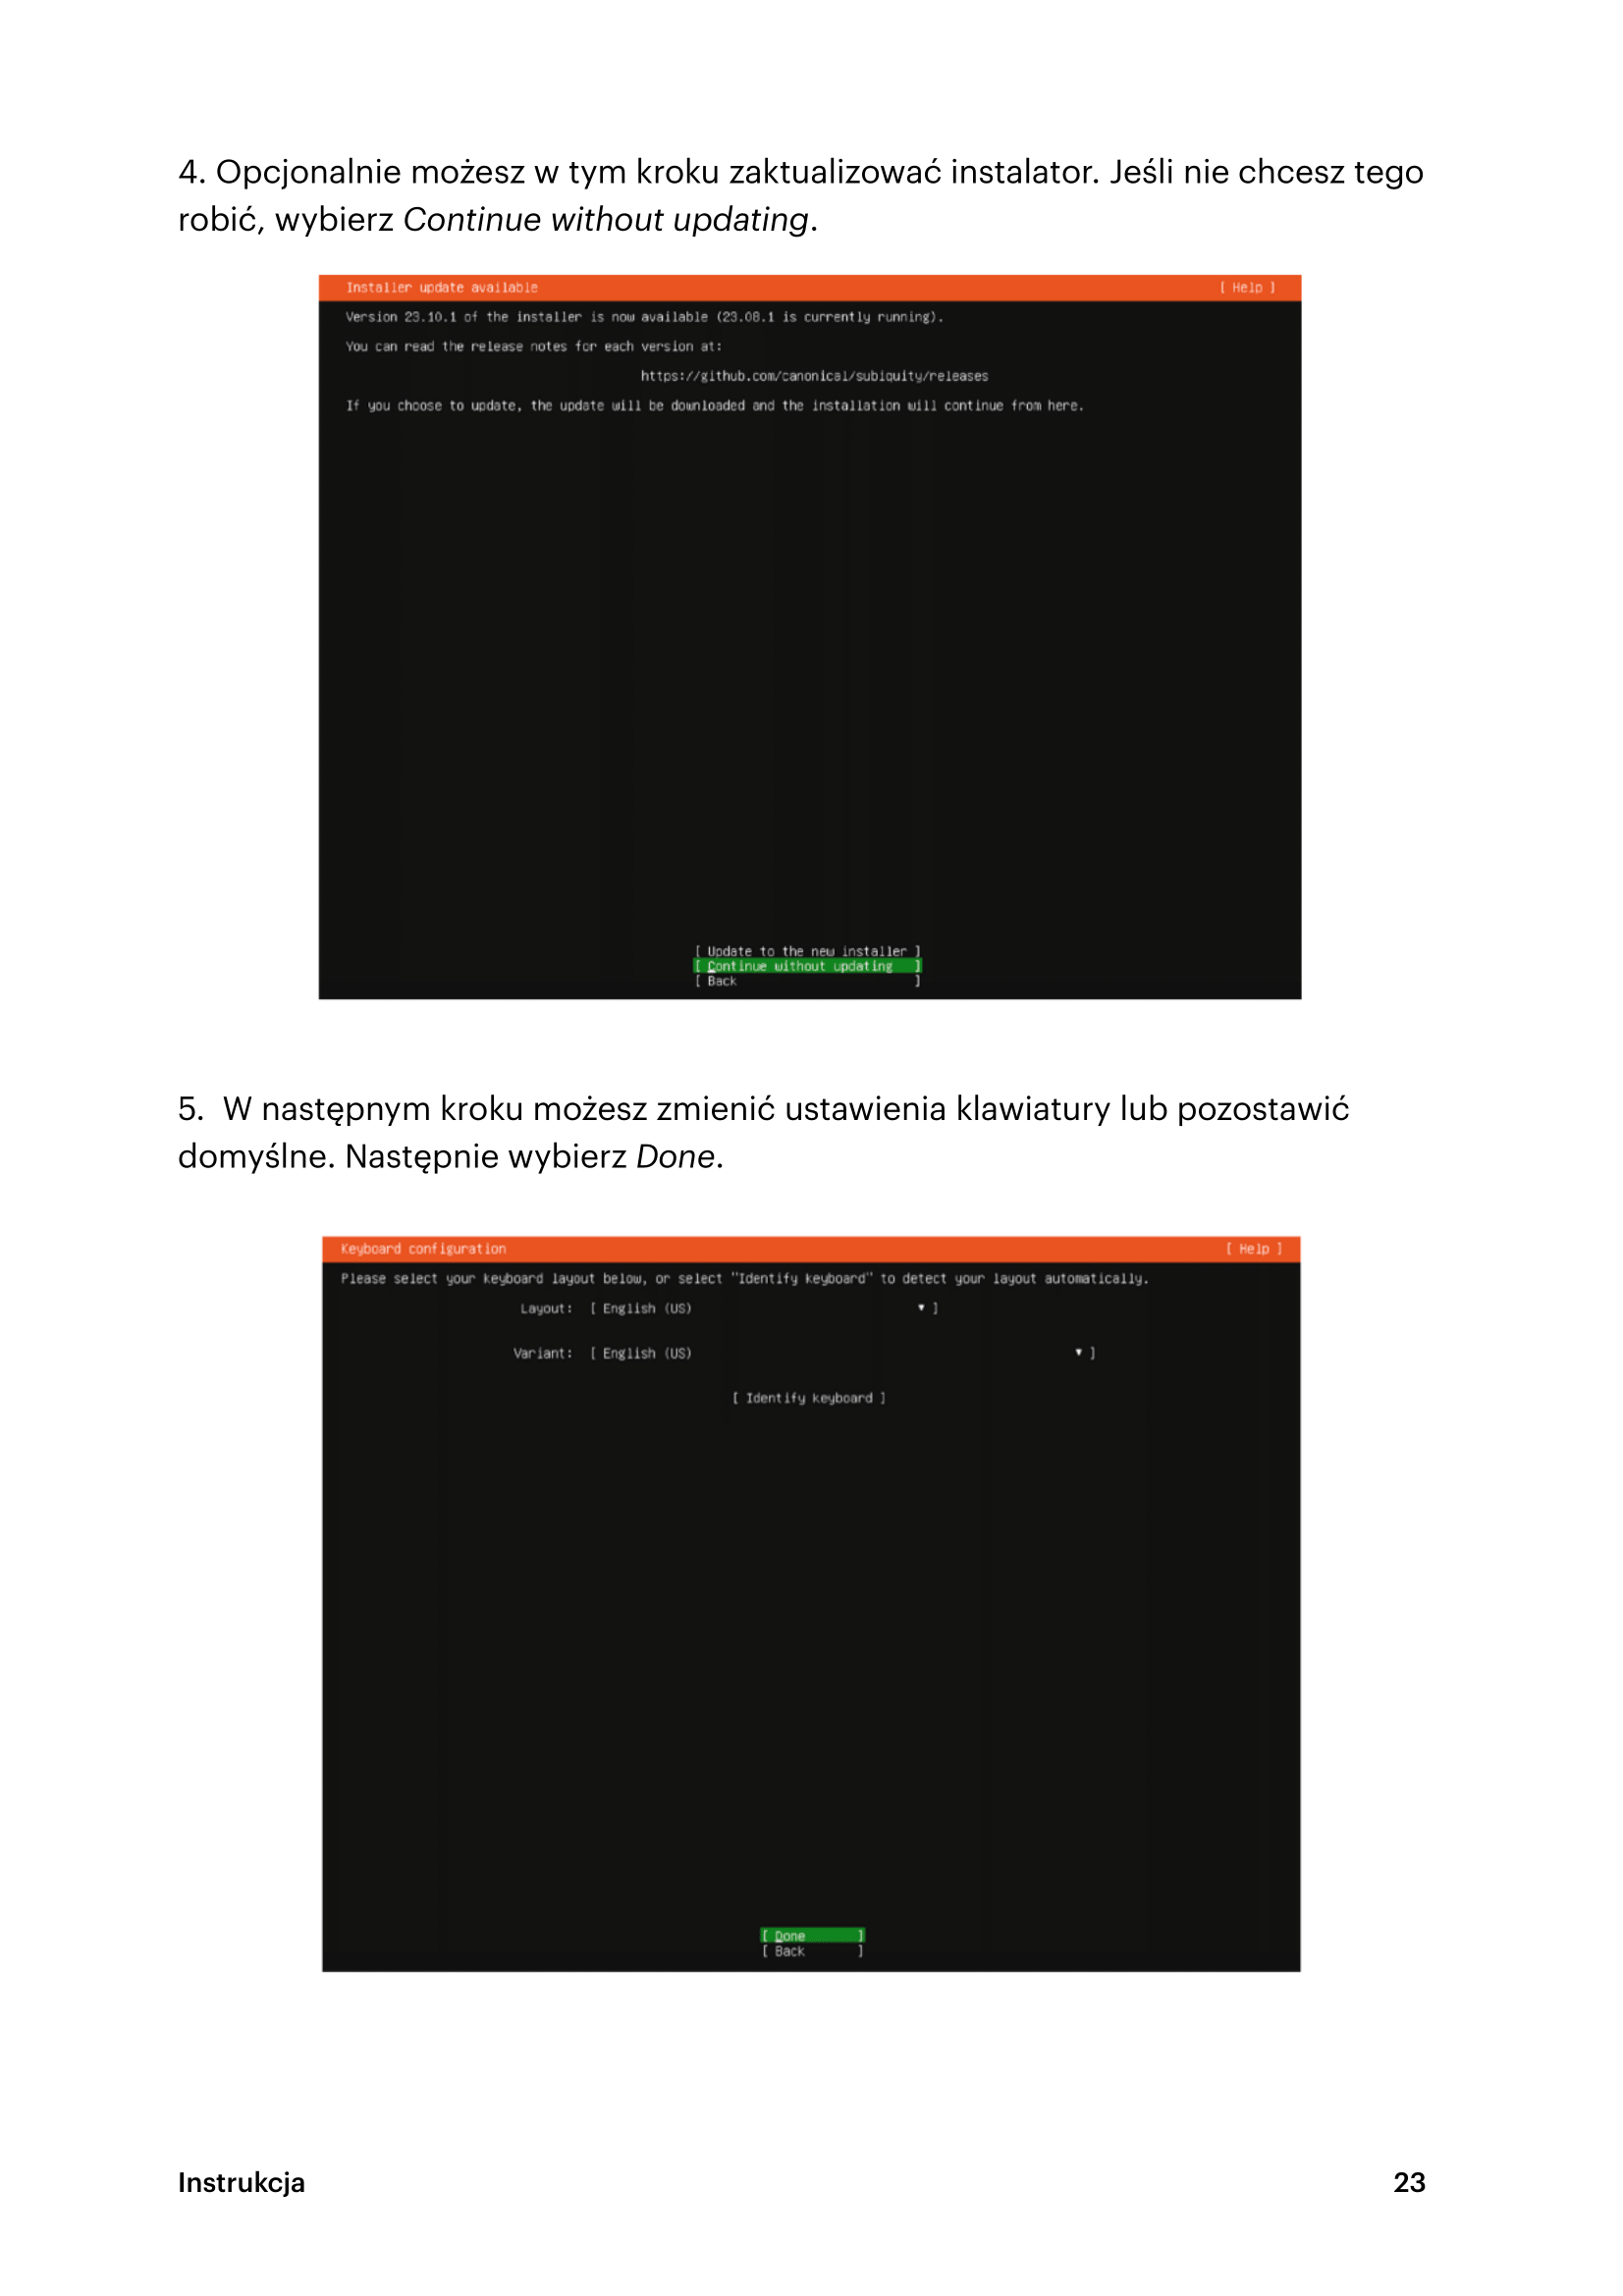 4. Opcjonalnie możesz w tym kroku zaktualizować instalator. Jeśli nie chcesz tego
robić, wybierz Continue without updating.
Installer update available [ Help ]
Version 23.10.1 of the installer is now available (23.08.1 is currently running).
You can read the release notes for each version at:
https://github.com/canonical/subiquity/releases
If you choose to update, the update will be downloaded and the installation will continue from here.
[ Update to the new installer ]
[ Continue without updating ]
[ Back ]
5. W następnym kroku możesz zmienić ustawienia klawiatury lub pozostawić
domyślne. Następnie wybierz Done.
Keyboard configuration [ Help ]
Please select your keyboard layout below, or select "Identify keyboard" to detect your layout automatically.
Layout: [ English (US) ▾ ]
Variant: [ English (US) ▾ ]
[ Identify keyboard ]
[ Done ]
[ Back ]
Instrukcja 23